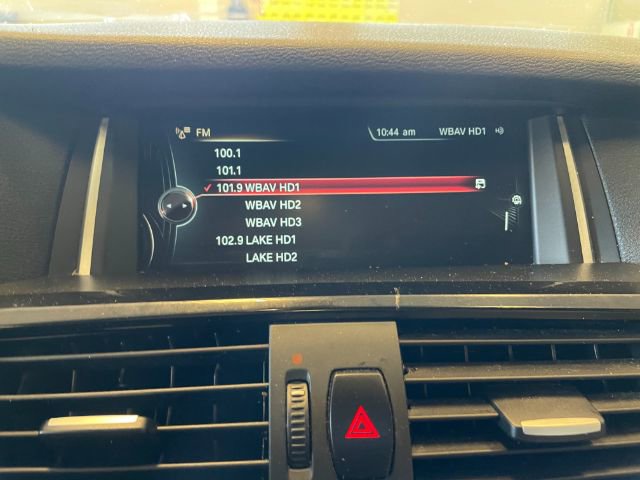 FM 10:44 am WBAV HD1
100.1
101.1
101.9 WBAV HD1
WBAV HD2
WBAV HD3
102.9 LAKE HD1
LAKE HD2